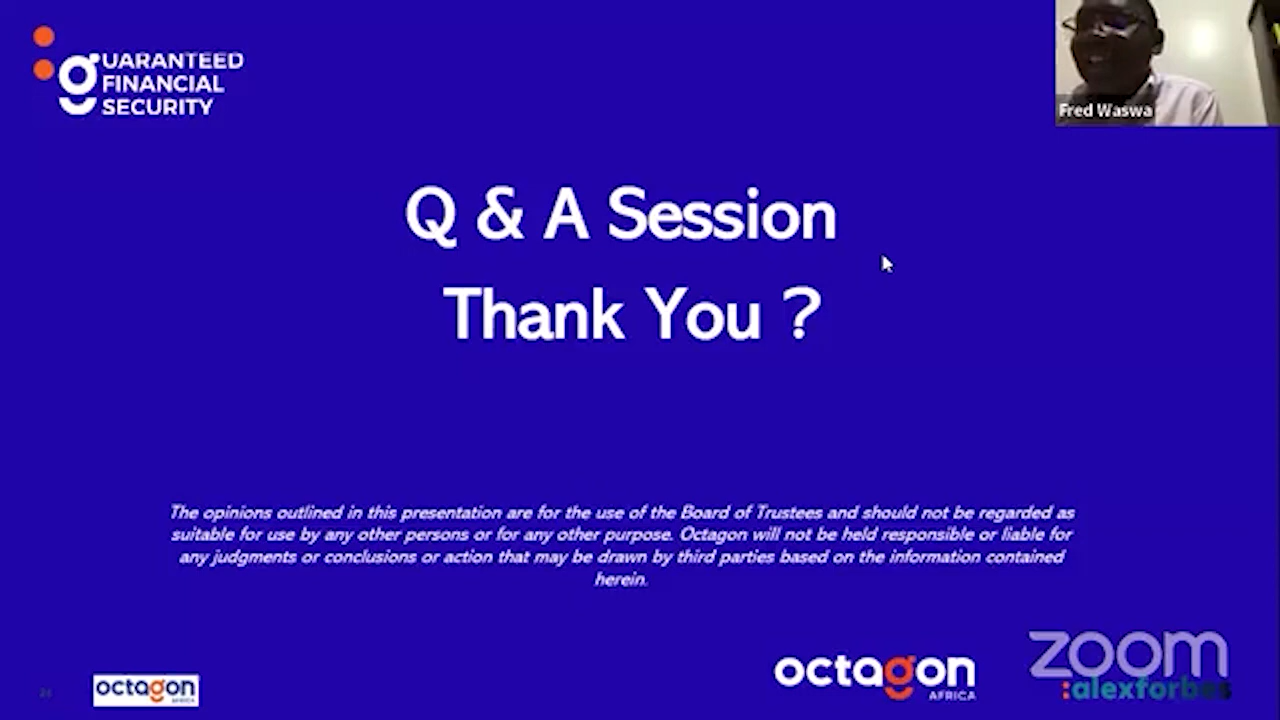 GUARANTEED
FINANCIAL
SECURITY
Fred Waswa
Q & A Session
Thank You ?
The opinions outlined in this presentation are for the use of the Board of Trustees and should not be regarded as
suitable for use by any other persons or for any other purpose. Octagon will not be held responsible or liable for
any judgments or conclusions or action that may be drawn by third parties based on the information contained
herein.
octagon
AFRICA
zoom
:alexforbes
octagon
AFRICA